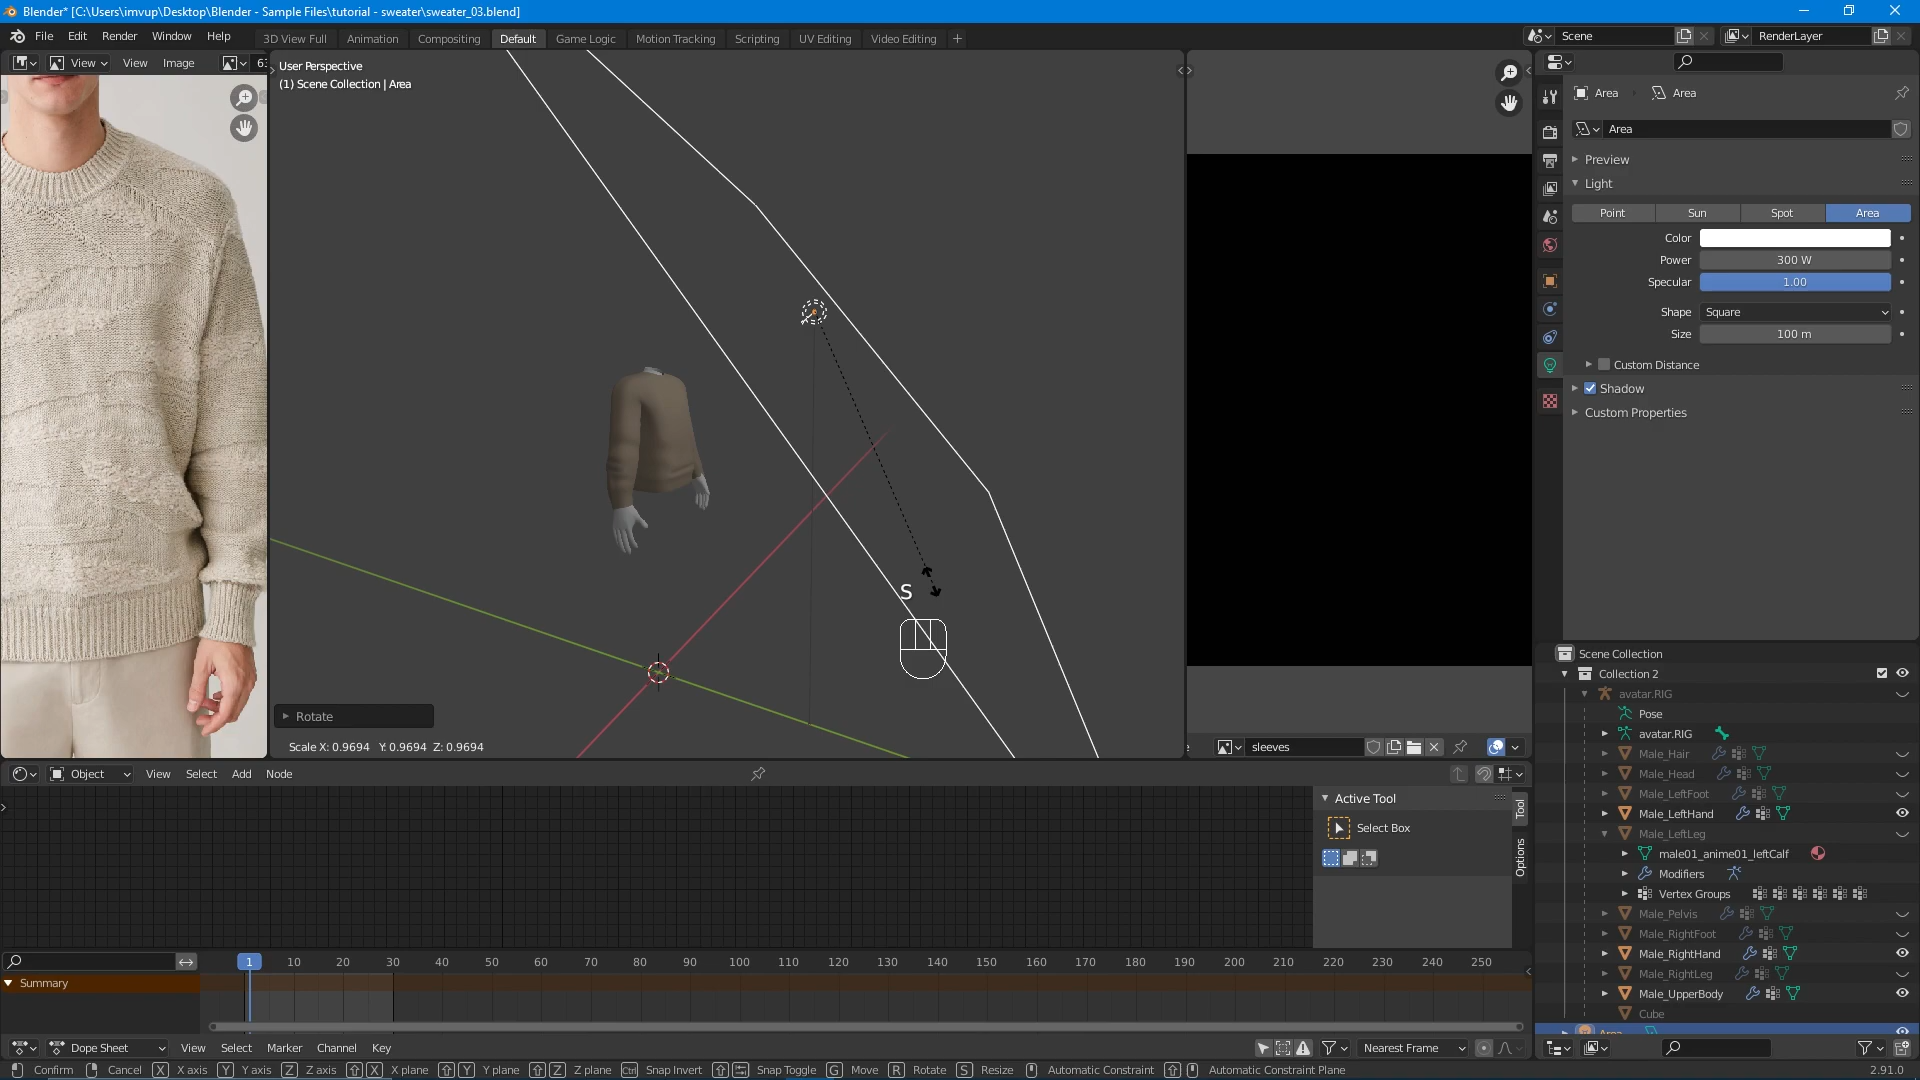 Blender* [C:\Users\imvup\Desktop\Blender - Sample Files\tutorial - sweater\sweater_03.blend]
File Edit Render Window Help 3D View Full Animation Compositing Default Game Logic Motion Tracking Scripting UV Editing Video Editing + Scene RenderLayer
View View Image 63
User Perspective
(1) Scene Collection | Area
Area Area
Area
Preview
Light
Point Sun Spot Area
Color
Power 300 W
Specular 1.00
Shape Square
Size 100 m
Custom Distance
Shadow
Custom Properties
S
Rotate
Scale X: 0.9694 Y: 0.9694 Z: 0.9694
sleeves
Scene Collection
Collection 2
avatar.RIG
Pose
avatar.RIG
Male_Hair
Male_Head
Male_LeftFoot
Male_LeftHand
Male_LeftLeg
male01_anime01_leftCalf
Modifiers
Vertex Groups
Male_Pelvis
Male_RightFoot
Male_RightHand
Male_RightLeg
Male_UpperBody
Cube
Area
Object View Select Add Node
Active Tool
Select Box
Tool
Options
1 10 20 30 40 50 60 70 80 90 100 110 120 130 140 150 160 170 180 190 200 210 220 230 240 250
Summary
Dope Sheet View Select Marker Channel Key Nearest Frame
Confirm Cancel X X axis Y Y axis Z Z axis X X plane Y Y plane Z Z plane Ctrl Snap Invert Snap Toggle G Move R Rotate S Resize Automatic Constraint Automatic Constraint Plane 2.91.0